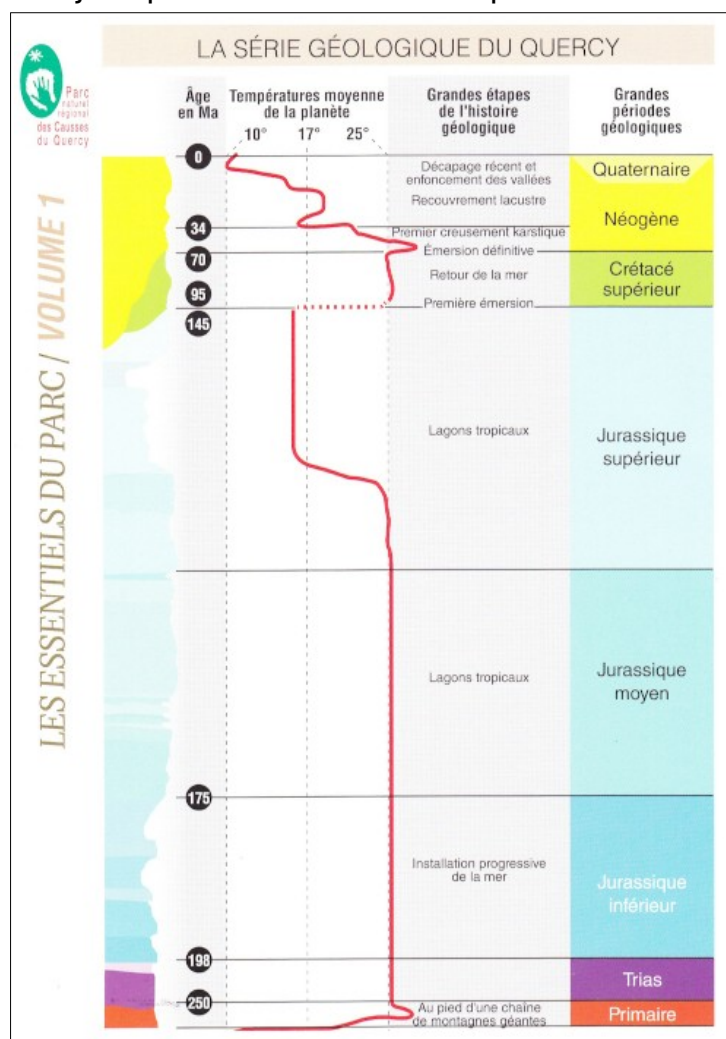 LA SÉRIE GÉOLOGIQUE DU QUERCY
Parc
naturel
régional
des Causses
du Quercy
LES ESSENTIELS DU PARC / VOLUME 1
Âge
en Ma
Températures moyenne
de la planète
10° 17° 25°
Grandes étapes
de l'histoire
géologique
Grandes
périodes
géologiques
0
Décapage récent et
enfoncement des vallées
Quaternaire
Recouvrement lacustre
Néogène
34
Premier creusement karstique
Émersion définitive
70
Retour de la mer
Crétacé
supérieur
95
Première émersion
145
Lagons tropicaux
Jurassique
supérieur
Lagons tropicaux
Jurassique
moyen
175
Installation progressive
de la mer
Jurassique
inférieur
198
Trias
250
Au pied d'une chaîne
de montagnes géantes
Primaire